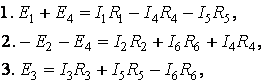 1. E₁ + E₄ = I₁R₁ − I₄R₄ − I₅R₅,
2. − E₂ − E₄ = I₂R₂ + I₆R₆ + I₄R₄,
3. E₃ = I₃R₃ + I₅R₅ − I₆R₆,